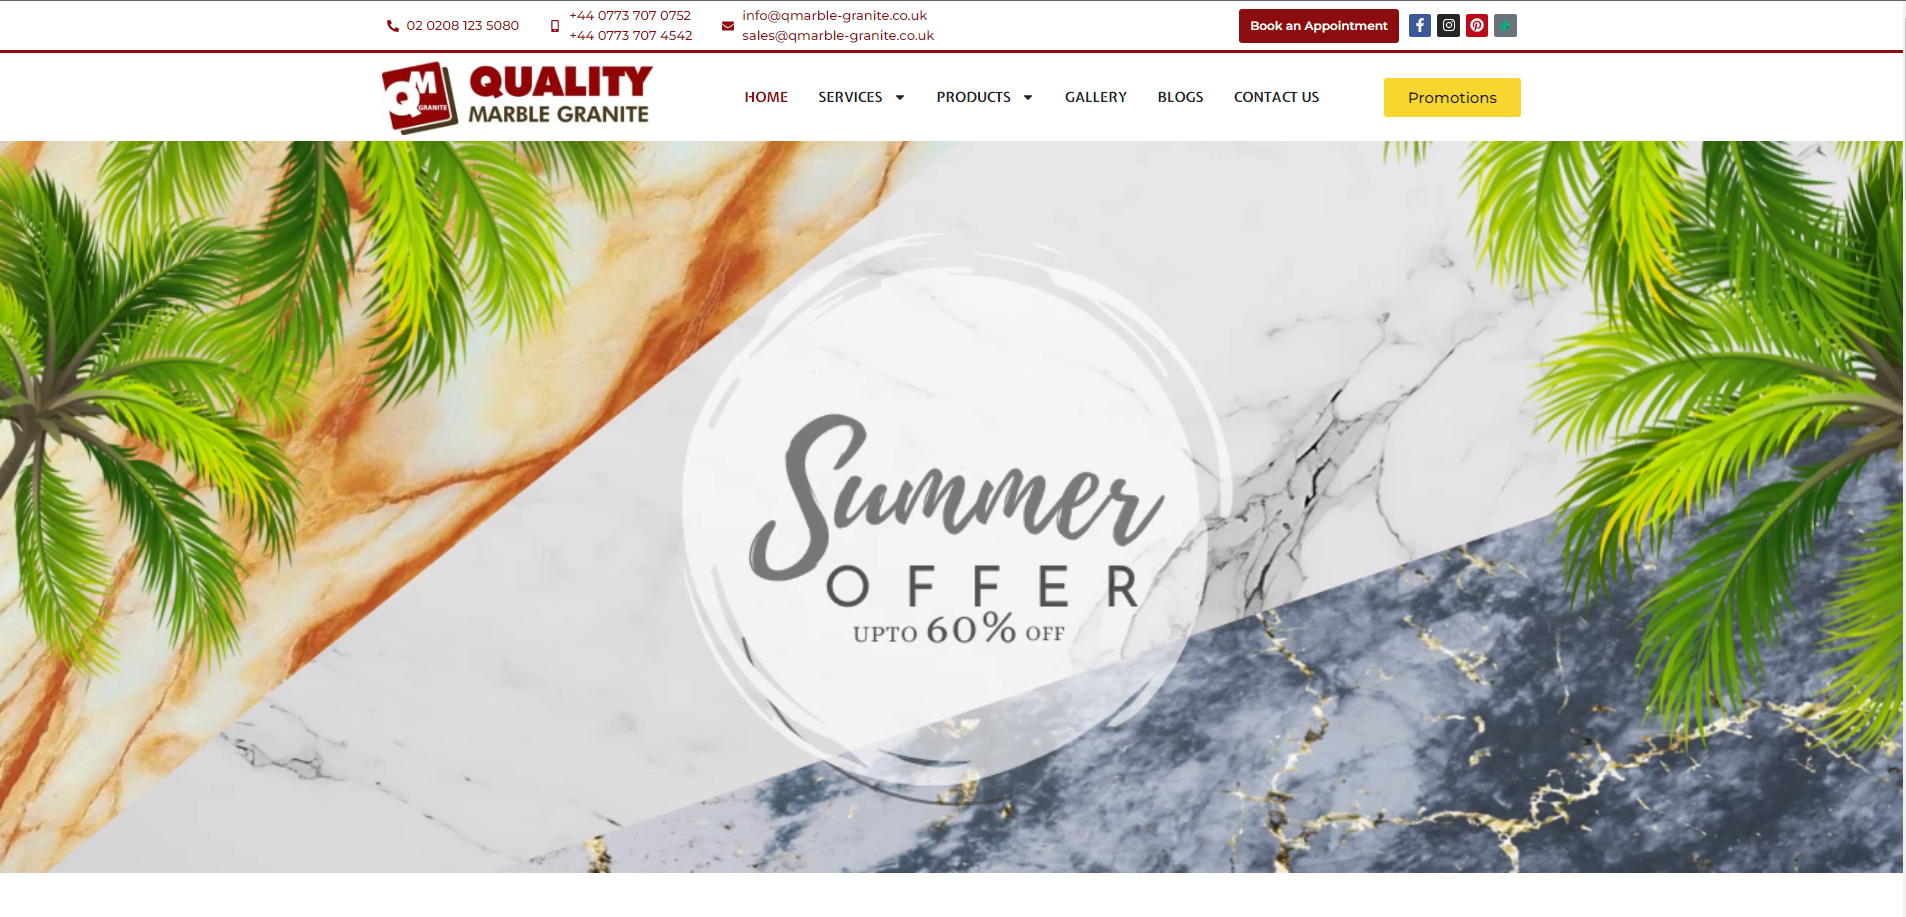 02 0208 123 5080
+44 0773 707 0752
+44 0773 707 4542
info@qmarble-granite.co.uk
sales@qmarble-granite.co.uk
Book an Appointment
QM
GRANITE
QUALITY
MARBLE GRANITE
HOME
SERVICES
PRODUCTS
GALLERY
BLOGS
CONTACT US
Promotions
Summer
OFFER
UPTO 60% OFF